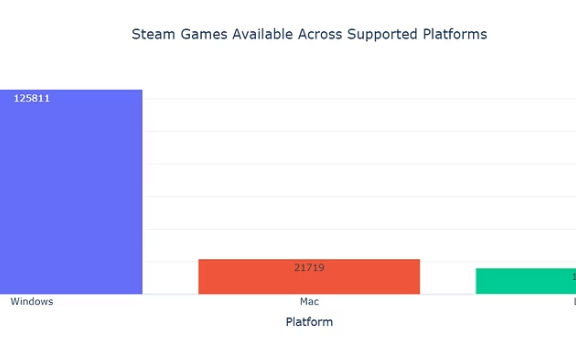 Steam Games Available Across Supported Platforms
125811
21719
Windows
Mac
Platform